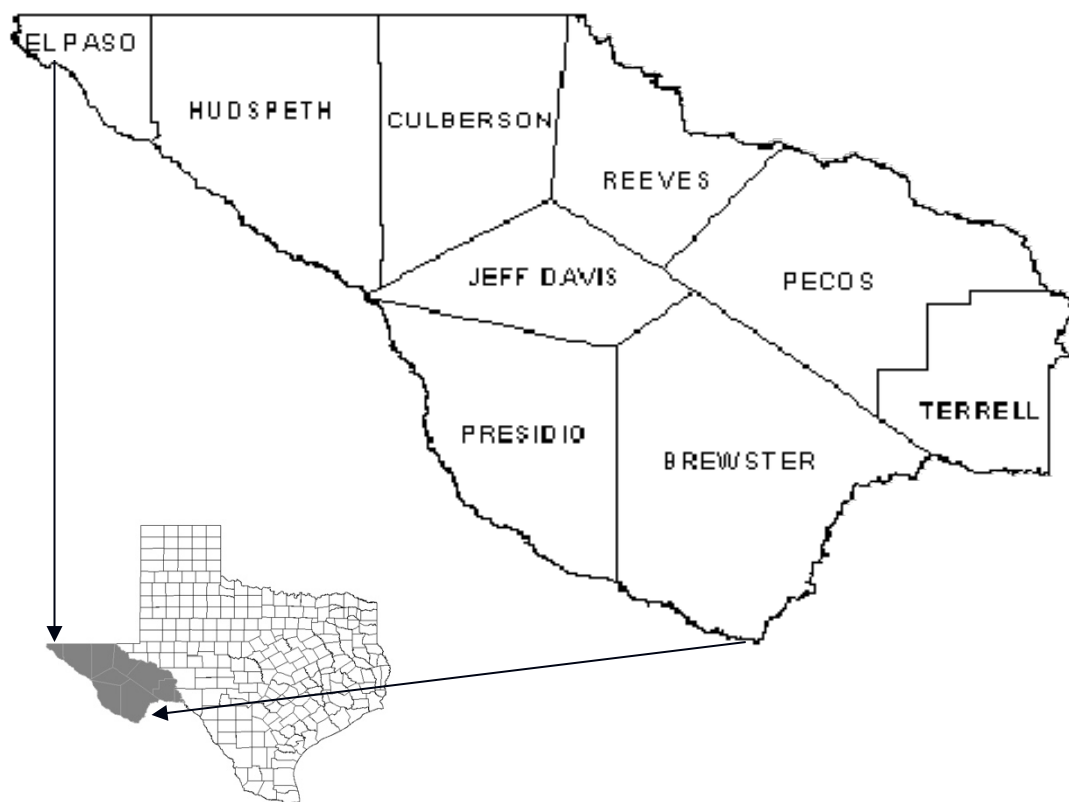 EL PASO
HUDSPETH
CULBERSON
REEVES
JEFF DAVIS
PECOS
TERRELL
PRESIDIO
BREWSTER